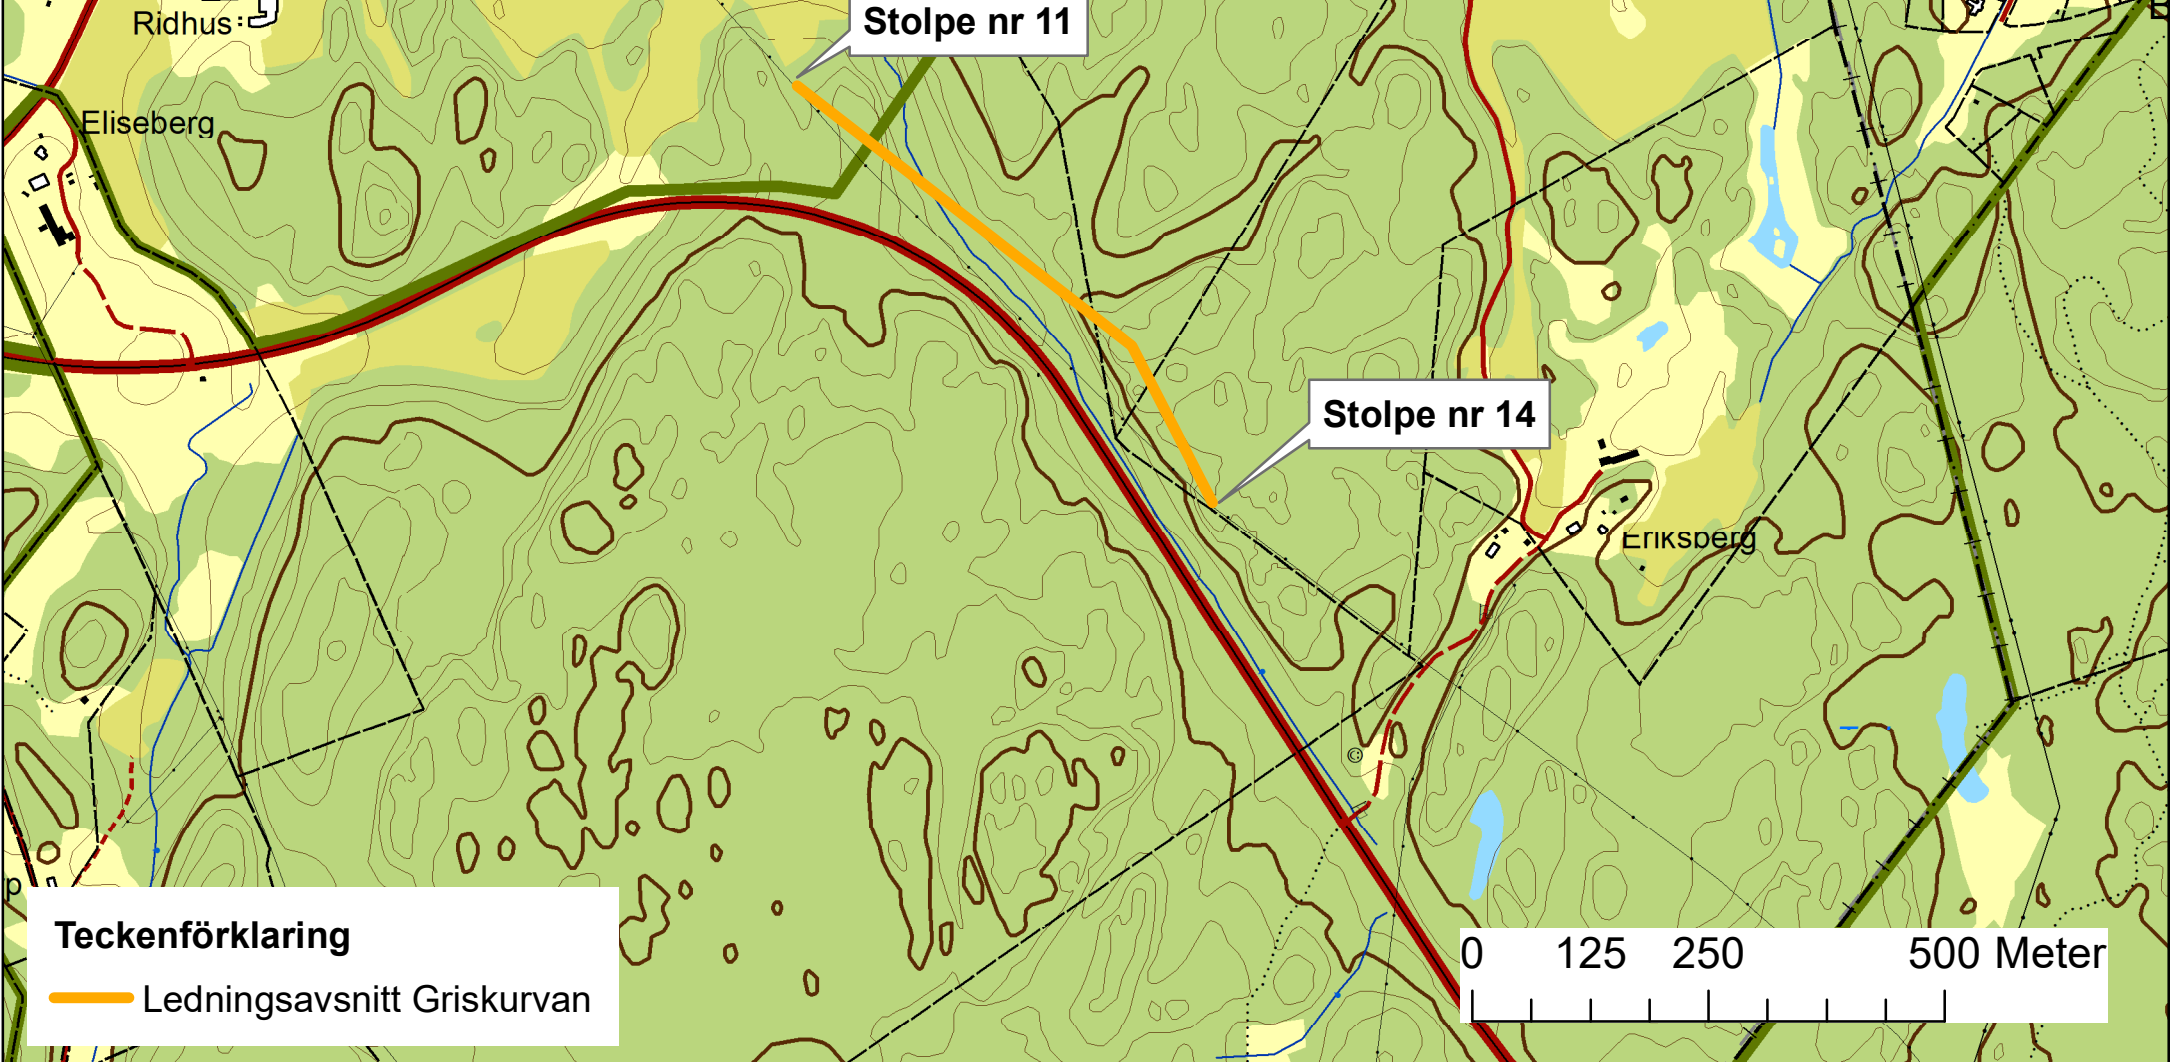 Ridhus
Stolpe nr 11
Eliseberg
Stolpe nr 14
Eriksberg
p
Teckenförklaring
Ledningsavsnitt Griskurvan
0 125 250 500 Meter